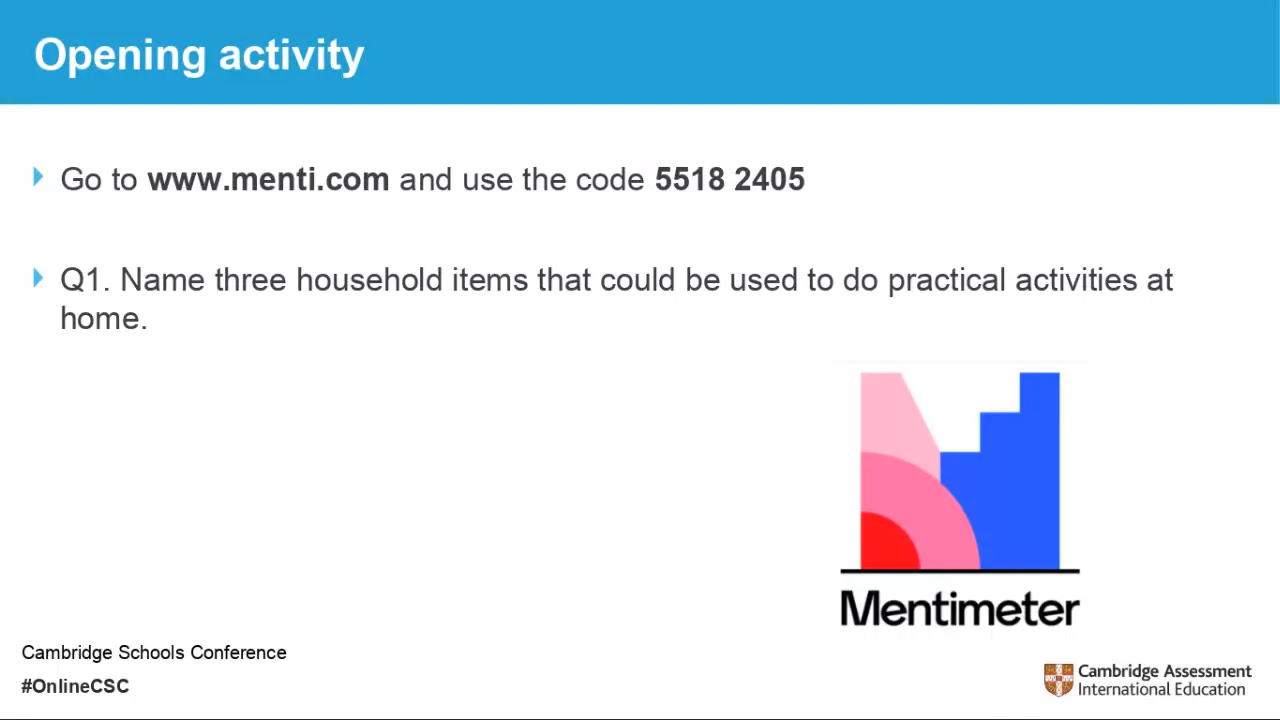 Opening activity
Go to www.menti.com and use the code 5518 2405
Q1. Name three household items that could be used to do practical activities at
home.
Mentimeter
Cambridge Schools Conference
#OnlineCSC
Cambridge Assessment
International Education